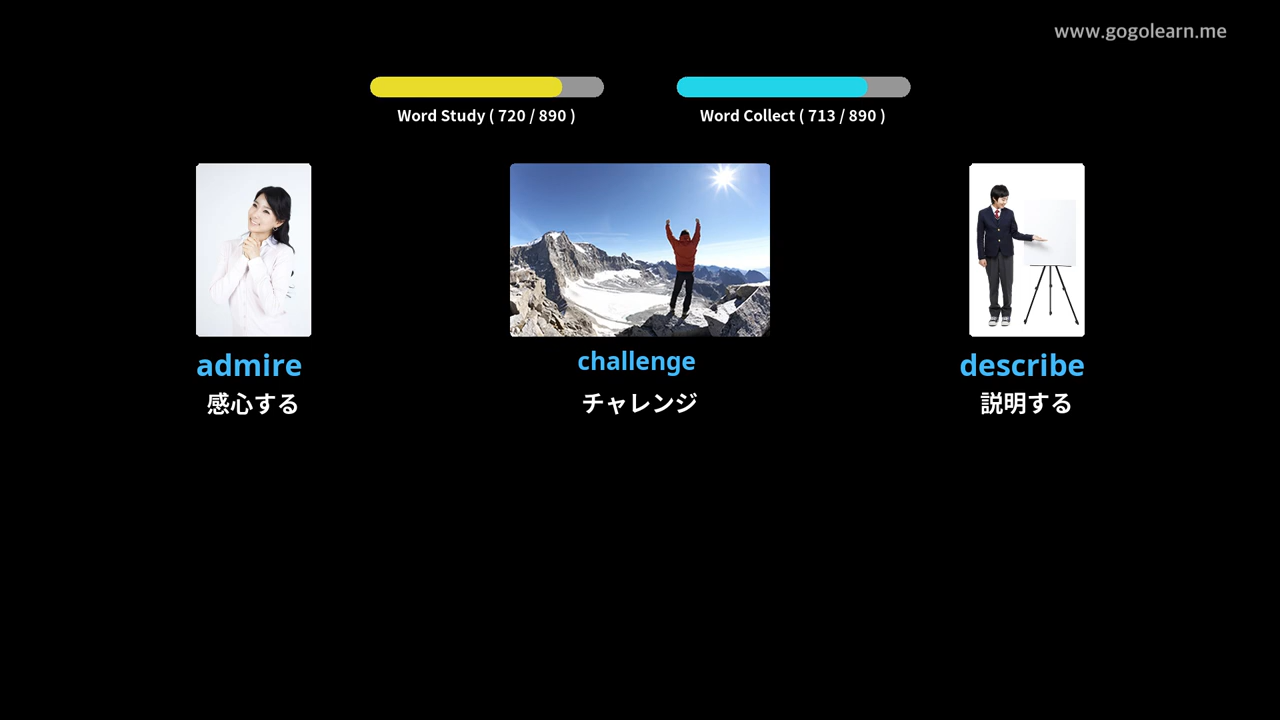 www.gogolearn.me
Word Study ( 720 / 890 )
Word Collect ( 713 / 890 )
admire
感心する
challenge
チャレンジ
describe
説明する